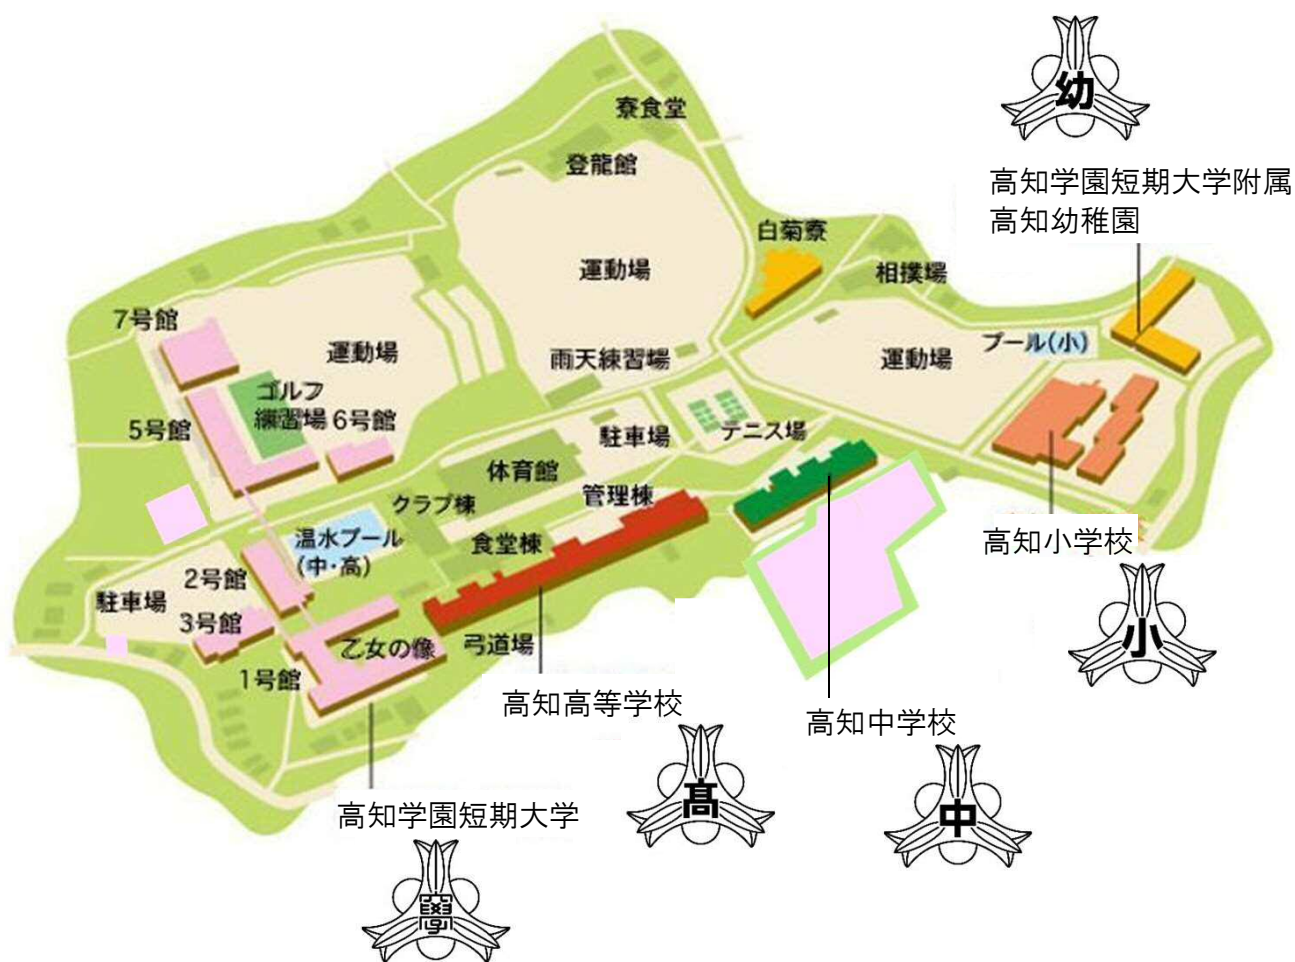 幼
高知学園短期大学附属
高知幼稚園
寮食堂
登龍館
白菊寮
運動場
相撲場
7号館
運動場
雨天練習場
運動場
プール(小)
ゴルフ
練習場
6号館
5号館
駐車場
テニス場
体育館
管理棟
クラブ棟
温水プール
(中・高)
食堂棟
高知小学校
小
2号館
駐車場
3号館
乙女の像
弓道場
1号館
高知高等学校
高
高知中学校
中
高知学園短期大学
學